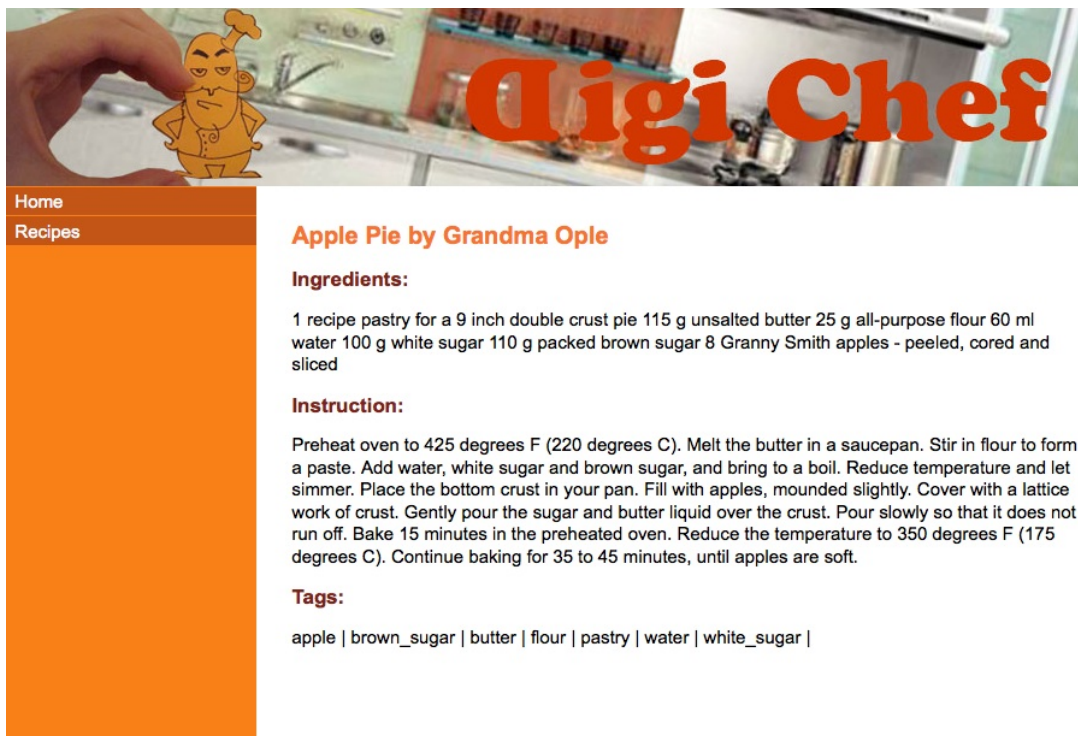 Digi Chef
Home
Recipes
Apple Pie by Grandma Ople
Ingredients:
1 recipe pastry for a 9 inch double crust pie 115 g unsalted butter 25 g all-purpose flour 60 ml
water 100 g white sugar 110 g packed brown sugar 8 Granny Smith apples - peeled, cored and
sliced
Instruction:
Preheat oven to 425 degrees F (220 degrees C). Melt the butter in a saucepan. Stir in flour to form
a paste. Add water, white sugar and brown sugar, and bring to a boil. Reduce temperature and let
simmer. Place the bottom crust in your pan. Fill with apples, mounded slightly. Cover with a lattice
work of crust. Gently pour the sugar and butter liquid over the crust. Pour slowly so that it does not
run off. Bake 15 minutes in the preheated oven. Reduce the temperature to 350 degrees F (175
degrees C). Continue baking for 35 to 45 minutes, until apples are soft.
Tags:
apple | brown_sugar | butter | flour | pastry | water | white_sugar |